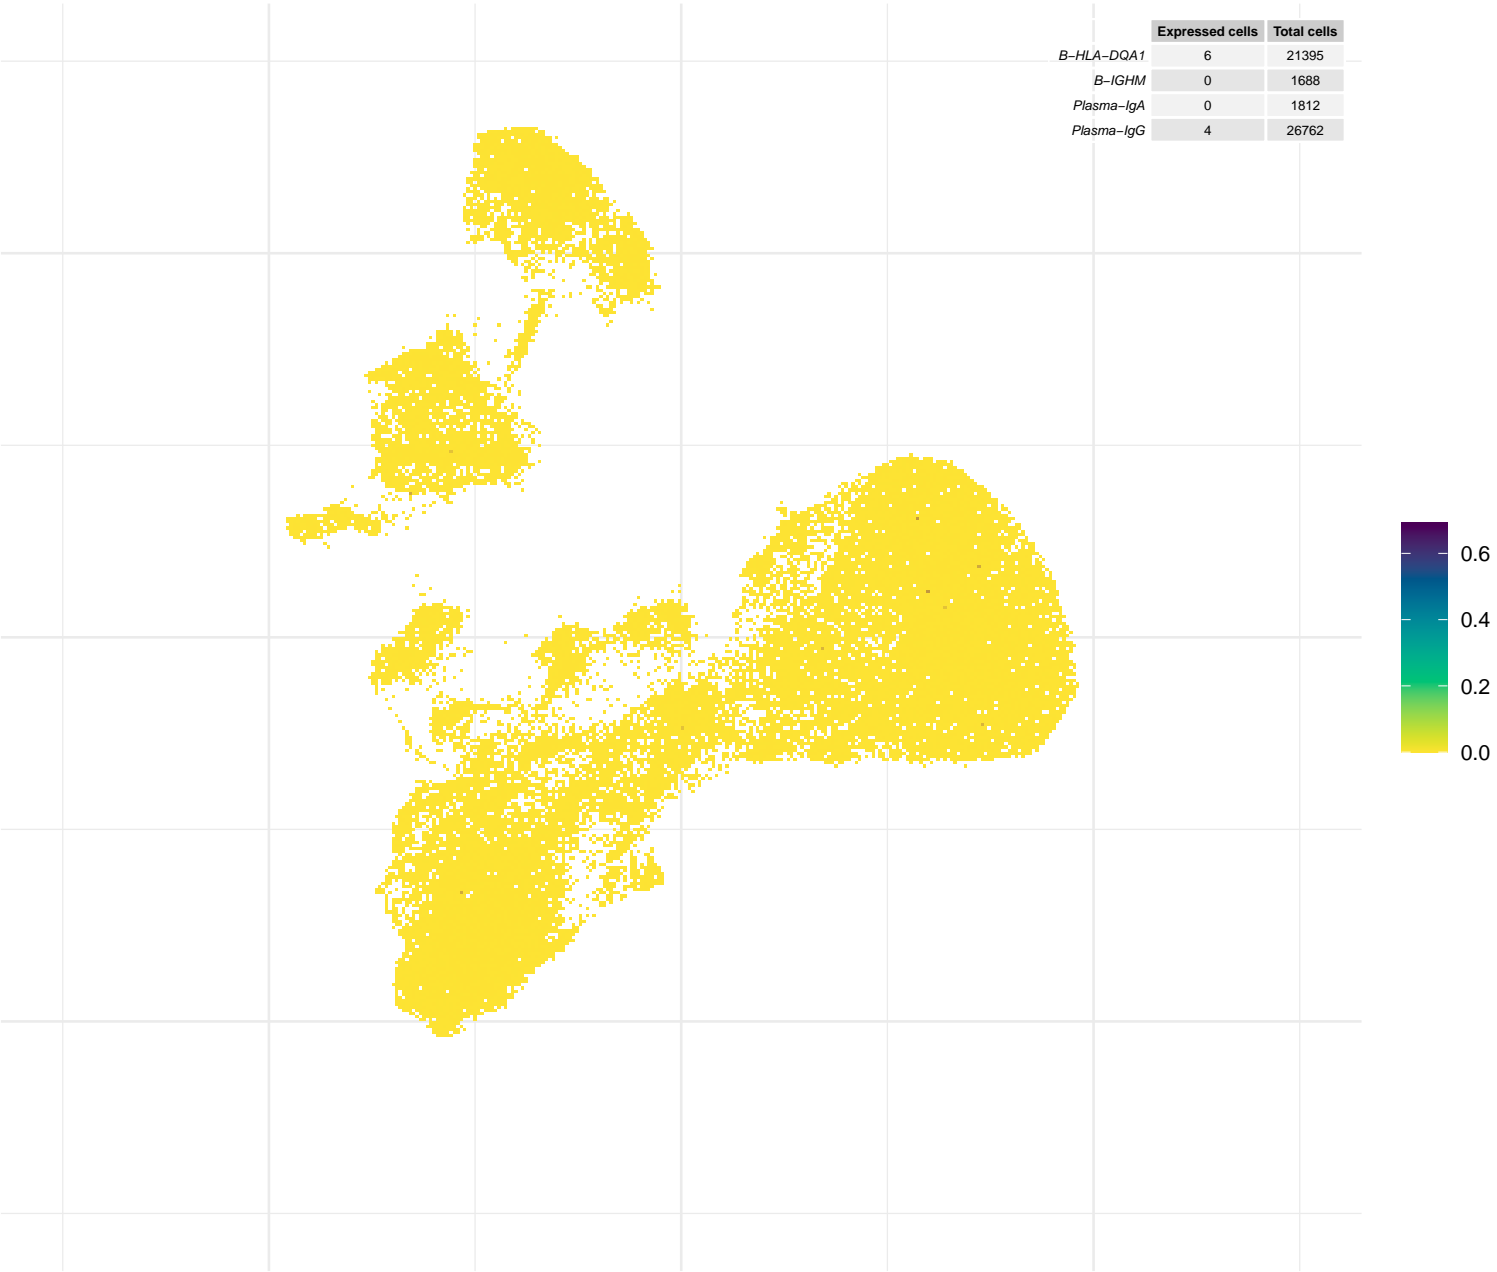 Expressed cells Total cells
B−HLA−DQA1 6 21395
B−IGHM 0 1688
Plasma−IgA 0 1812
Plasma−IgG 4 26762
0.6
0.4
0.2
0.0